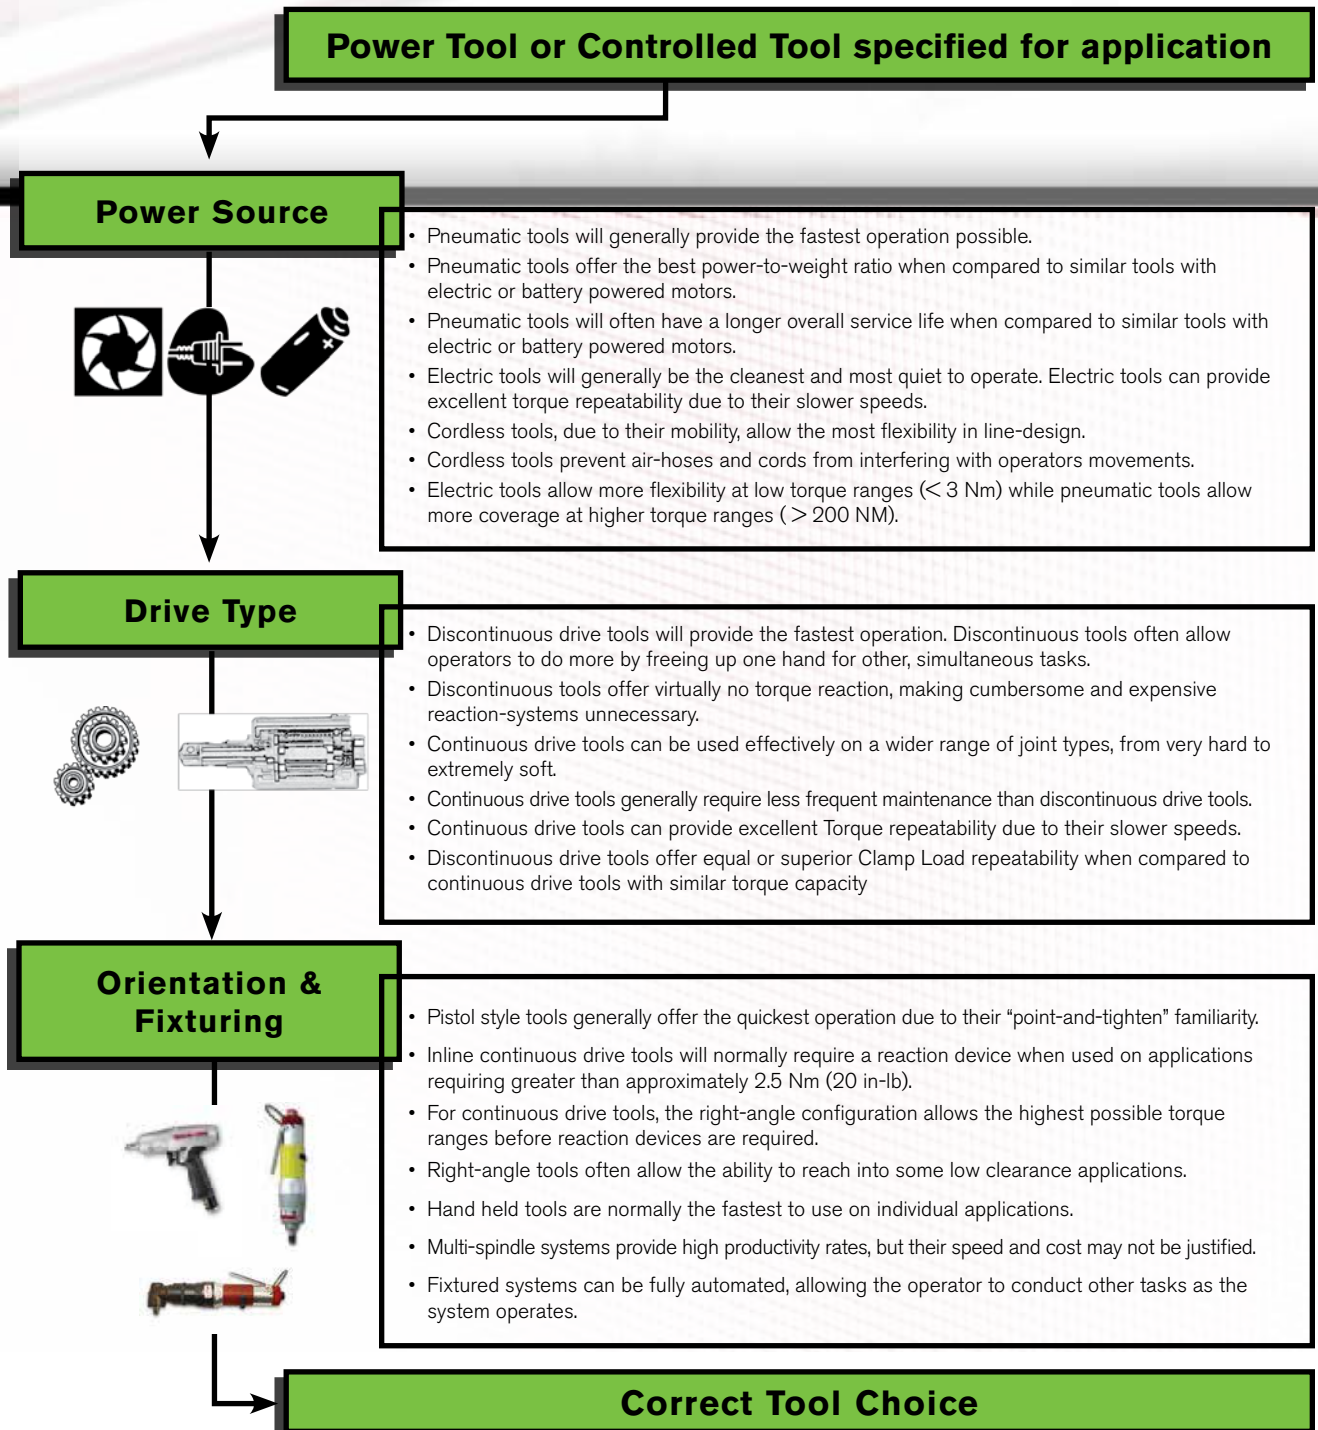 Power Tool or Controlled Tool specified for application
Power Source
• Pneumatic tools will generally provide the fastest operation possible.
• Pneumatic tools offer the best power-to-weight ratio when compared to similar tools with
electric or battery powered motors.
• Pneumatic tools will often have a longer overall service life when compared to similar tools with
electric or battery powered motors.
• Electric tools will generally be the cleanest and most quiet to operate. Electric tools can provide
excellent torque repeatability due to their slower speeds.
• Cordless tools, due to their mobility, allow the most flexibility in line-design.
• Cordless tools prevent air-hoses and cords from interfering with operators movements.
• Electric tools allow more flexibility at low torque ranges (< 3 Nm) while pneumatic tools allow
more coverage at higher torque ranges ( > 200 NM).
Drive Type
• Discontinuous drive tools will provide the fastest operation. Discontinuous tools often allow
operators to do more by freeing up one hand for other, simultaneous tasks.
• Discontinuous tools offer virtually no torque reaction, making cumbersome and expensive
reaction-systems unnecessary.
• Continuous drive tools can be used effectively on a wider range of joint types, from very hard to
extremely soft.
• Continuous drive tools generally require less frequent maintenance than discontinuous drive tools.
• Continuous drive tools can provide excellent Torque repeatability due to their slower speeds.
• Discontinuous drive tools offer equal or superior Clamp Load repeatability when compared to
continuous drive tools with similar torque capacity
Orientation &
Fixturing
• Pistol style tools generally offer the quickest operation due to their “point-and-tighten” familiarity.
• Inline continuous drive tools will normally require a reaction device when used on applications
requiring greater than approximately 2.5 Nm (20 in-lb).
• For continuous drive tools, the right-angle configuration allows the highest possible torque
ranges before reaction devices are required.
• Right-angle tools often allow the ability to reach into some low clearance applications.
• Hand held tools are normally the fastest to use on individual applications.
• Multi-spindle systems provide high productivity rates, but their speed and cost may not be justified.
• Fixtured systems can be fully automated, allowing the operator to conduct other tasks as the
system operates.
Correct Tool Choice